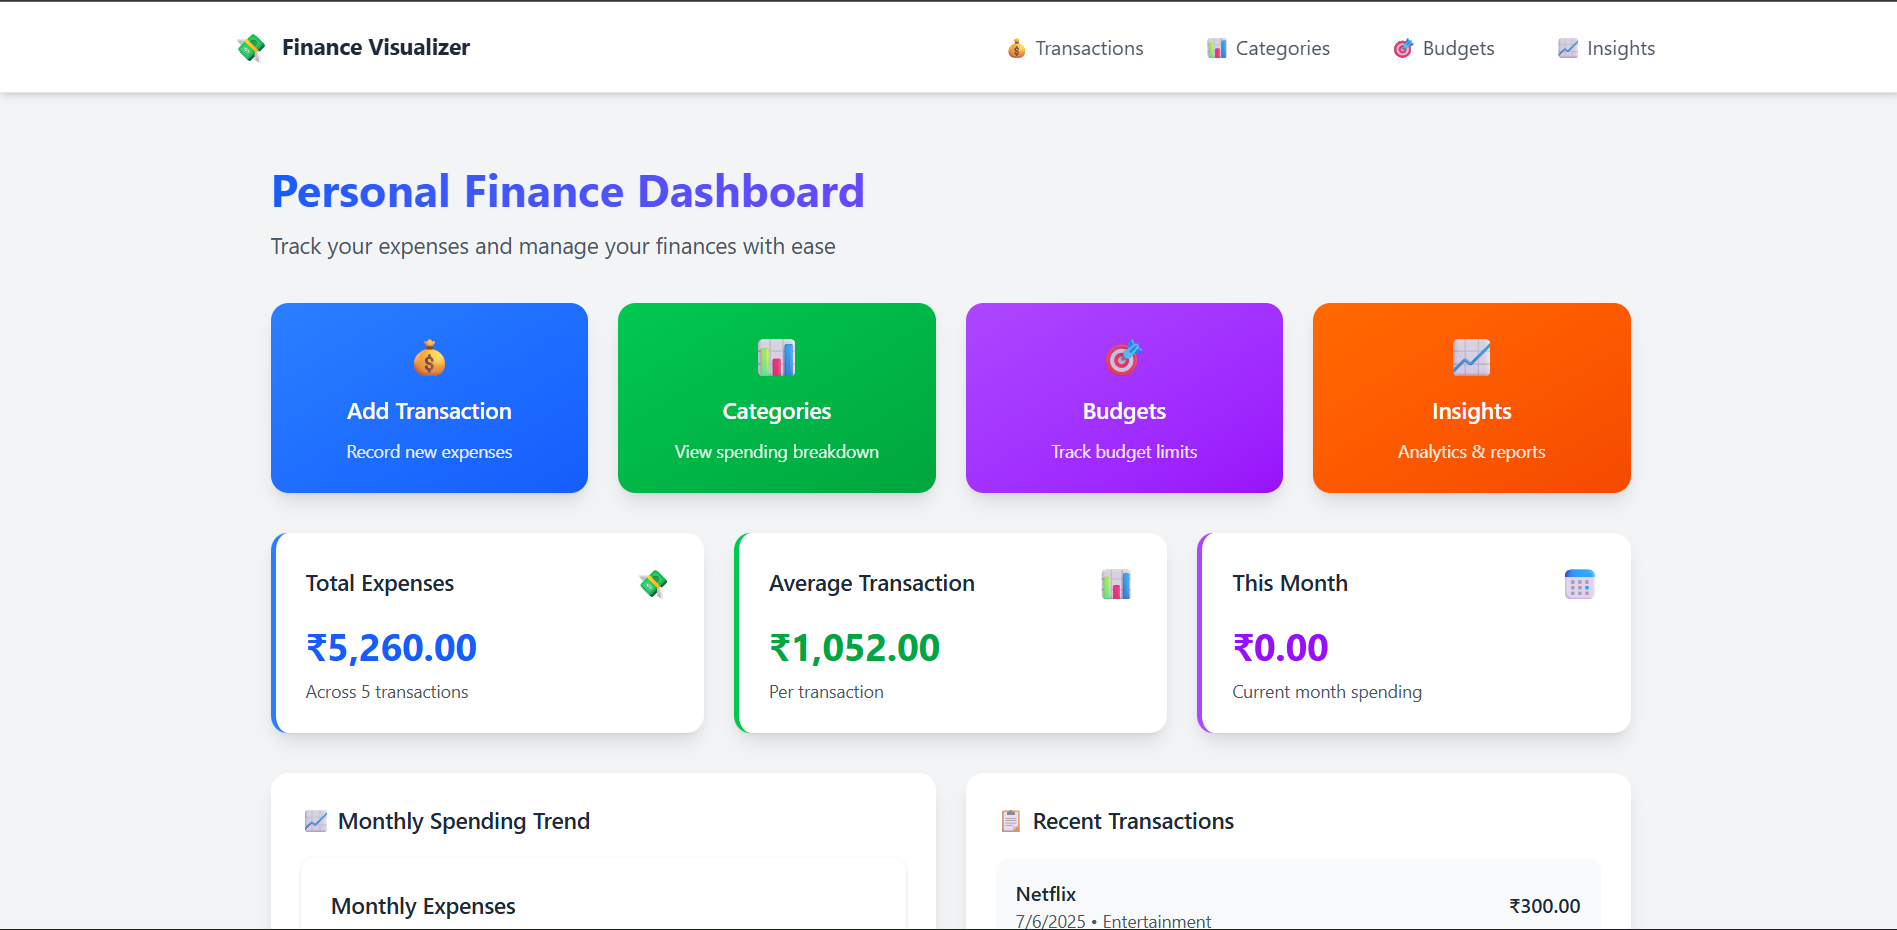 Finance Visualizer
Transactions
Categories
Budgets
Insights
Personal Finance Dashboard
Track your expenses and manage your finances with ease
Add Transaction
Record new expenses
Categories
View spending breakdown
Budgets
Track budget limits
Insights
Analytics & reports
Total Expenses
₹5,260.00
Across 5 transactions
Average Transaction
₹1,052.00
Per transaction
This Month
₹0.00
Current month spending
Monthly Spending Trend
Monthly Expenses
Recent Transactions
Netflix
₹300.00
7/6/2025 • Entertainment